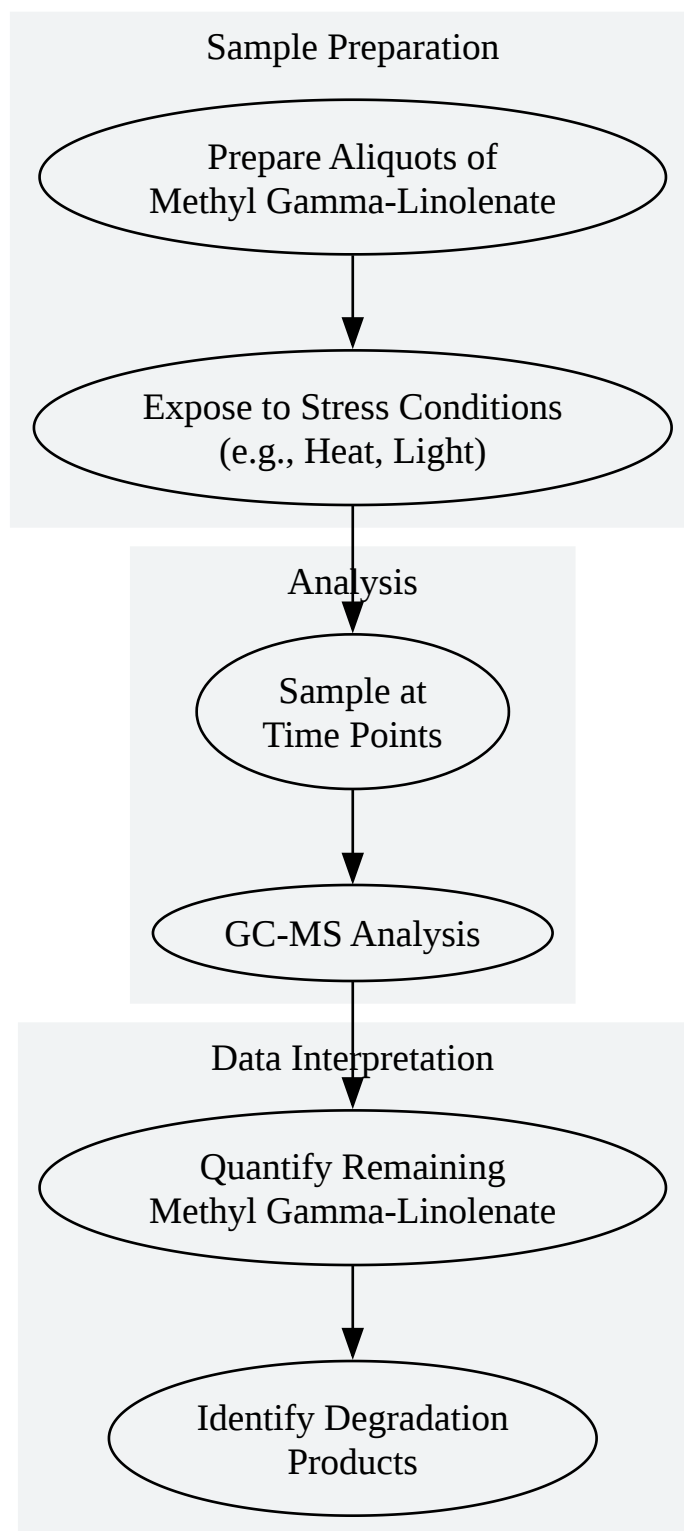 Sample Preparation
Prepare Aliquots of
Methyl Gamma-Linolenate
Expose to Stress Conditions
(e.g., Heat, Light)
Analysis
Sample at
Time Points
GC-MS Analysis
Data Interpretation
Quantify Remaining
Methyl Gamma-Linolenate
Identify Degradation
Products